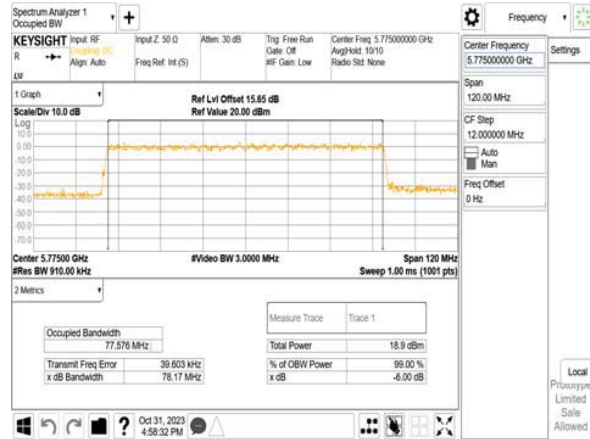 Spectrum Analyzer 1
Occupied BW
+
Frequency
KEYSIGHT
R
Input: RF
Coupling: DC
Align: Auto
Input Z: 50 Ω
Freq Ref: Int (S)
Atten: 30 dB
Trig: Free Run
Gate: Off
#IF Gain: Low
Center Freq: 5.775000000 GHz
Avg|Hold: 10/10
Radio Std: None
Center Frequency
5.775000000 GHz
Settings
Span
120.00 MHz
CF Step
12.000000 MHz
Auto
Man
Freq Offset
0 Hz
1 Graph
Scale/Div 10.0 dB
Ref Lvl Offset 15.65 dB
Ref Value 20.00 dBm
Log
10.0
0.00
-10.0
-20.0
-30.0
-40.0
-50.0
-60.0
-70.0
Center 5.77500 GHz
#Res BW 910.00 kHz
#Video BW 3.0000 MHz
Span 120 MHz
Sweep 1.00 ms (1001 pts)
2 Metrics
Measure Trace
Trace 1
Occupied Bandwidth
77.576 MHz
Total Power
18.9 dBm
Transmit Freq Error
39.603 kHz
% of OBW Power
99.00 %
x dB Bandwidth
78.17 MHz
x dB
-6.00 dB
Local
Prototype
Limited
Sale
Allowed
?
Oct 31, 2023
4:58:32 PM